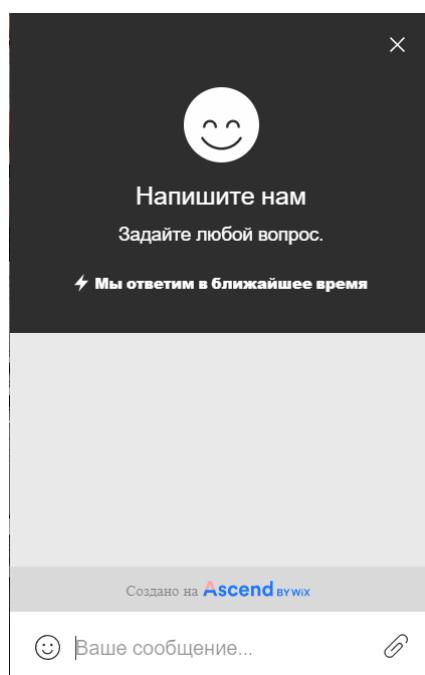 Напишите нам
Задайте любой вопрос.
Мы ответим в ближайшее время
Создано на Ascend BY WIX
Ваше сообщение...